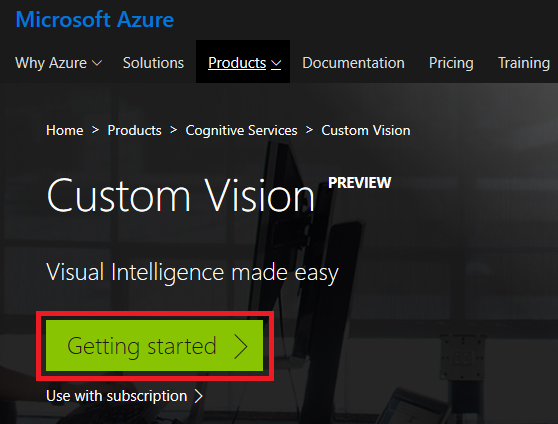 Microsoft Azure
Why Azure Solutions Products Documentation Pricing Training
Home > Products > Cognitive Services > Custom Vision
Custom Vision PREVIEW
Visual Intelligence made easy
Getting started
Use with subscription